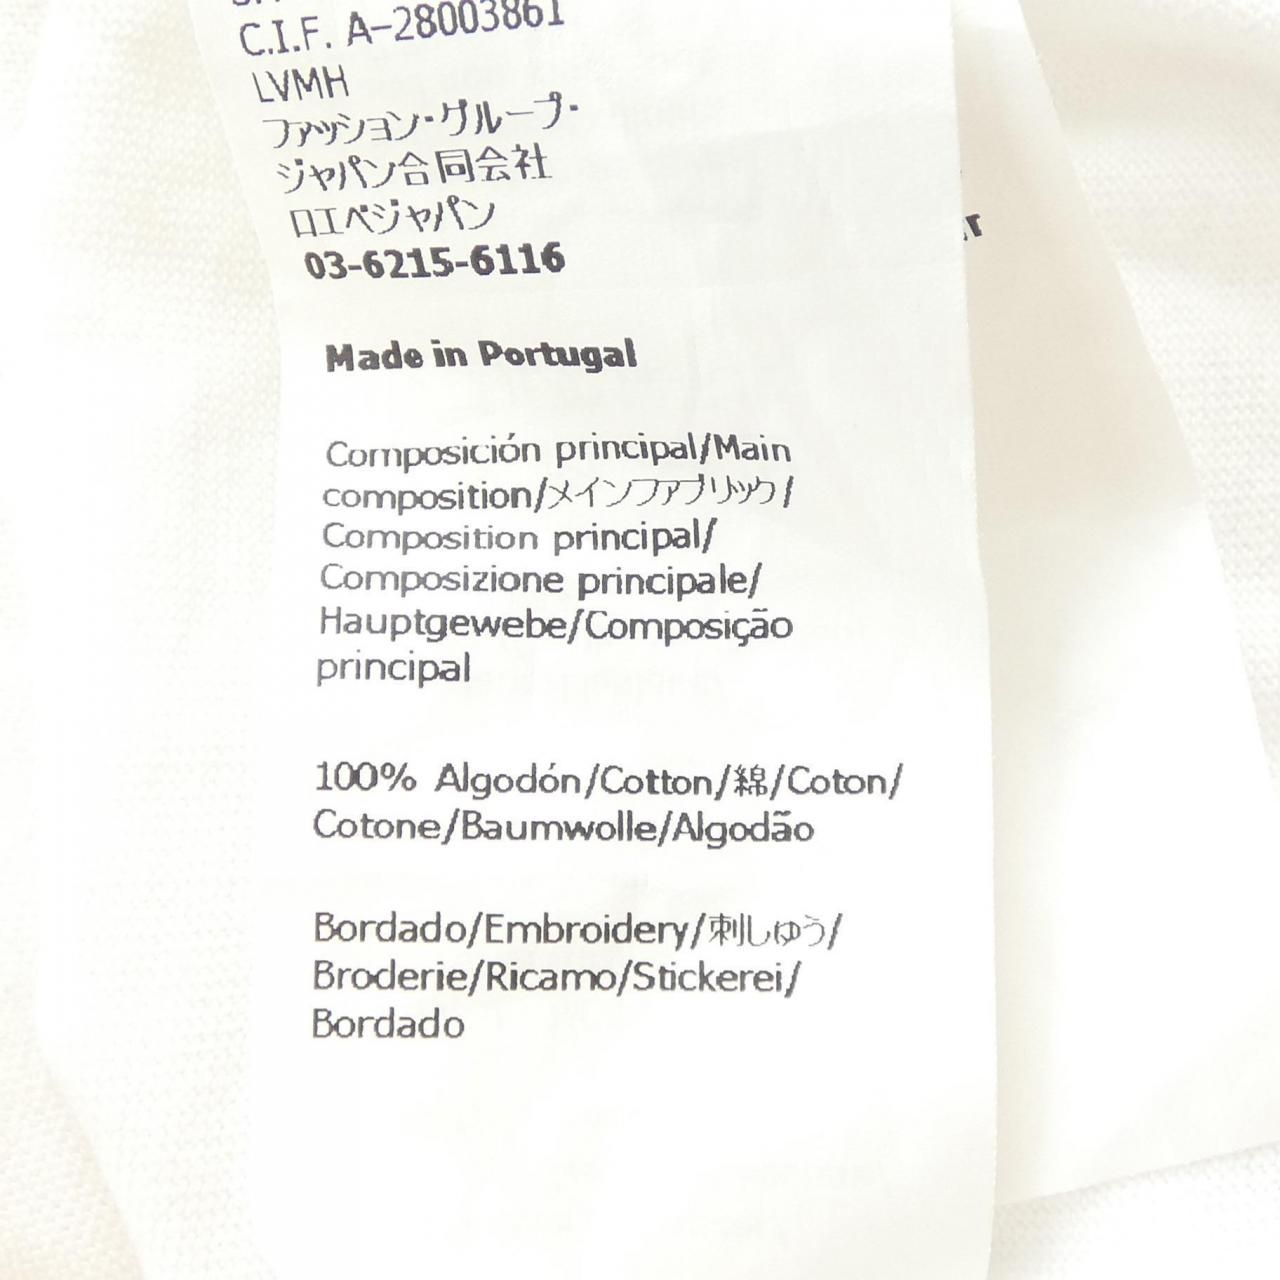 C.I.F. A-28003861
LVMH
ファッション・グループ・
ジャパン合同会社
ロエベジャパン
03-6215-6116
Made in Portugal
Composición principal/Main
composition/メインファブリック/
Composition principal/
Composizione principale/
Hauptgewebe/Composição
principal
100% Algodón/Cotton/綿/Coton/
Cotone/Baumwolle/Algodão
Bordado/Embroidery/刺しゅう/
Broderie/Ricamo/Stickerei/
Bordado